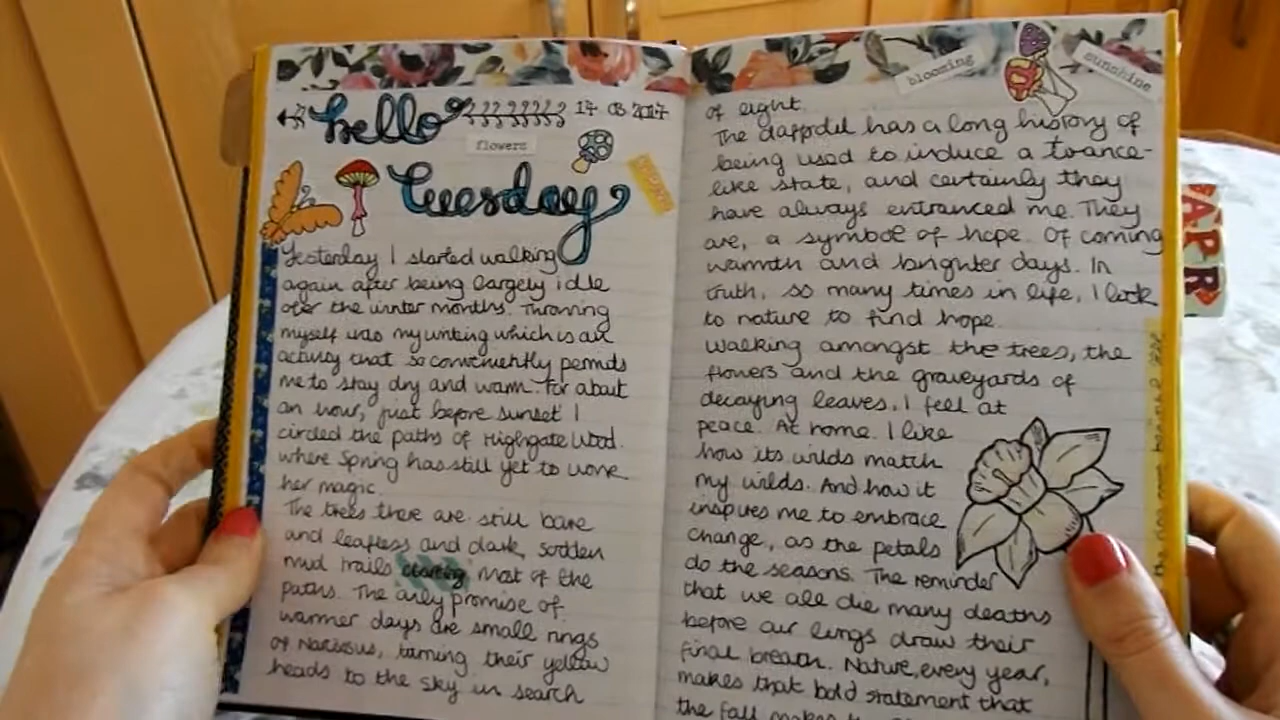 hello
14 03 2017
flowers
Tuesday
Yesterday I started walking
again after being largely idle
over the winter months. Throwing
myself was my writing which is an
activity that so conveniently permits
me to stay dry and warm. For about
an hour, just before sunset I
circled the paths of Highgate Wood.
where Spring has still yet to work
her magic.
The trees there are still bare
and leafless and dark, sodden
mud trails coating most of the
paths. The only promise of
warmer days are small rings
of Narcissus, turning their yellow
heads to the sky in search
blooming
sunshine
of eight.
The daffodil has a long history of
being used to induce a trance-
like state, and certainly they
have always entranced me. They
are, a symbol of hope. Of coming
warmth and brighter days. In
truth, so many times in life, I look
to nature to find hope.
Walking amongst the trees, the
flowers and the graveyards of
decaying leaves, I feel at
peace. At home. I like
how its wilds match
my wilds. And how it
inspires me to embrace
change, as the petals
do the seasons. The reminder
that we all die many deaths
before our lungs draw their
final breath. Nature, every year,
makes that bold statement that
the fall makes